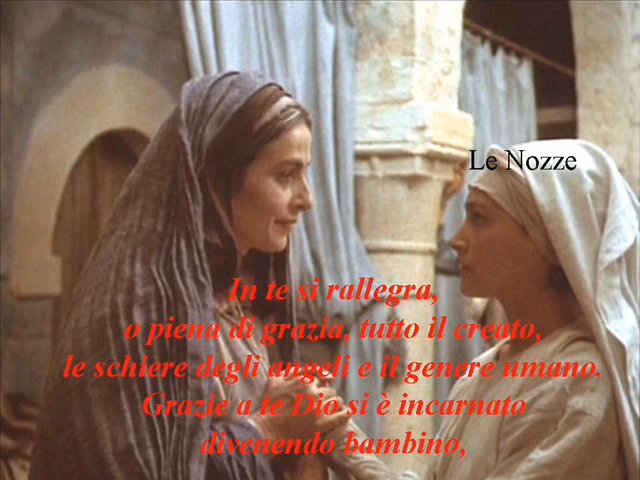 Le Nozze
In te si rallegra,
o piena di grazia, tutto il creato,
le schiere degli angeli e il genere umano.
Grazie a te Dio si è incarnato
divenendo bambino,